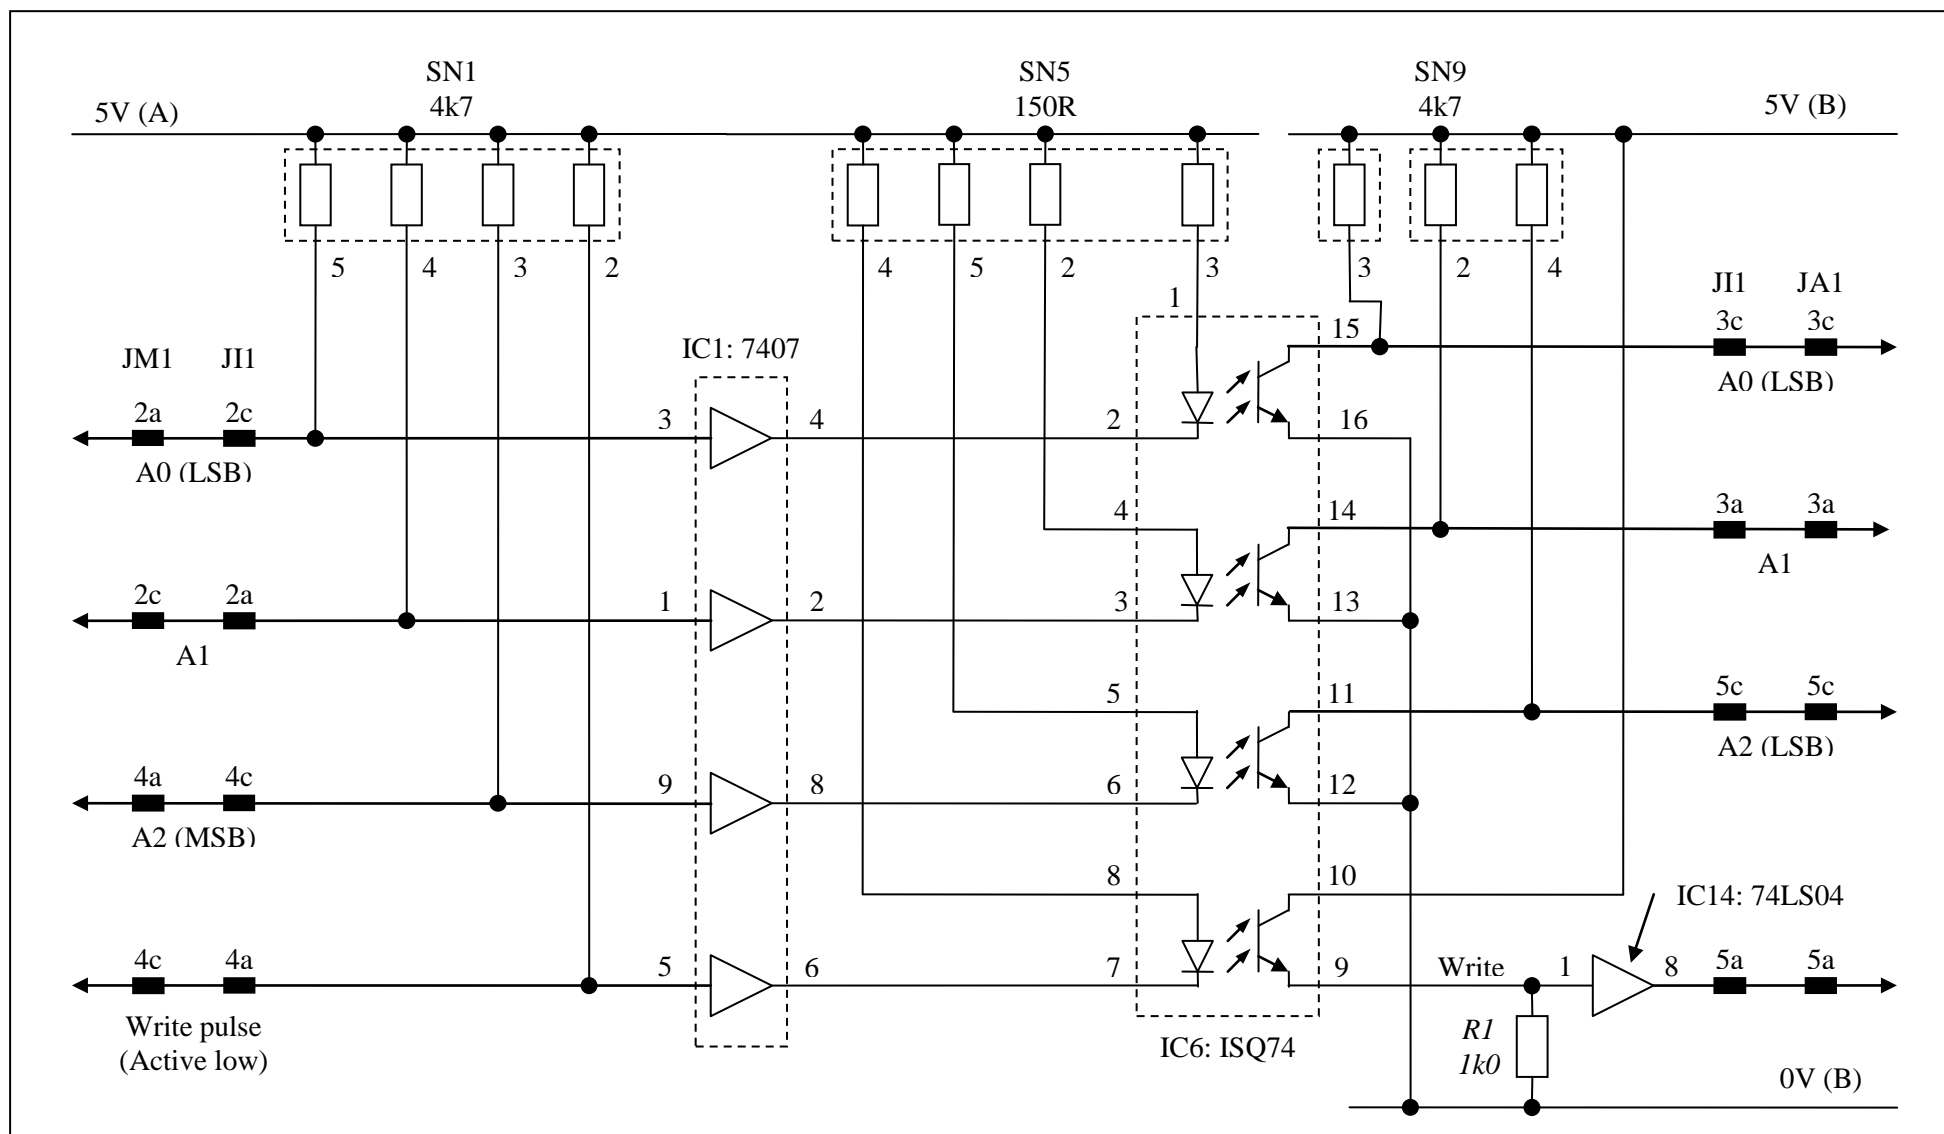 SN1
4k7
SN5
150R
SN9
4k7
5V (A)
5V (B)
5 4 3 2
4 5 2 3
3 2 4
JM1 JI1
IC1: 7407
1
15
JI1 JA1
3c 3c
A0 (LSB)
2a 2c
A0 (LSB)
3 4
2
16
4
14
3a 3a
A1
2c 2a
A1
1 2
3
13
5
11
5c 5c
A2 (LSB)
4a 4c
A2 (MSB)
9 8
6
12
8
10
IC14: 74LS04
4c 4a
Write pulse
(Active low)
5 6
7
9
Write
1 8
5a 5a
R1
1k0
IC6: ISQ74
0V (B)